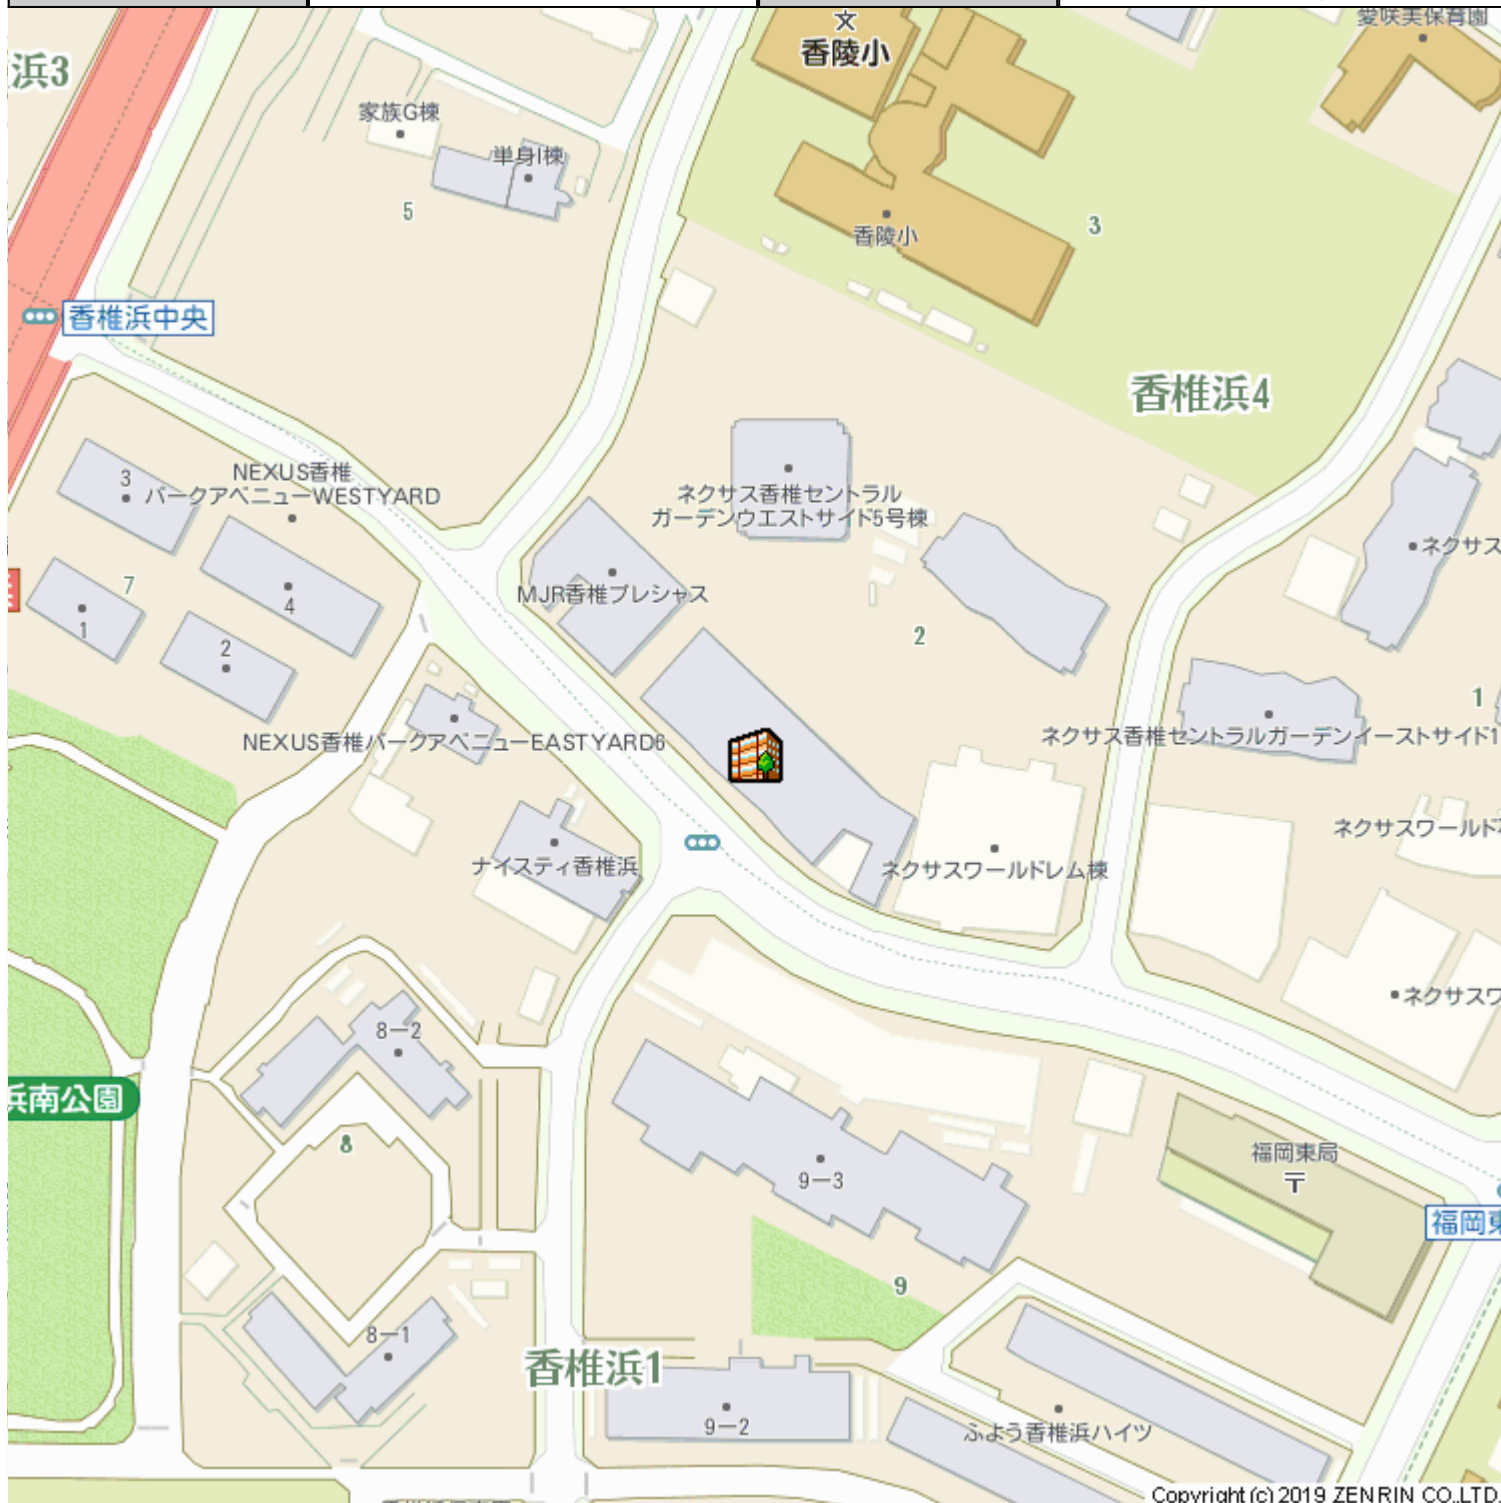 愛咲美保育園
文
香陵小
浜3
家族G棟
単身I棟
5
香陵小
3
香椎浜中央
香椎浜4
NEXUS香椎
パークアベニューWESTYARD
3
ネクサス香椎セントラル
ガーデンウエストサイド5号棟
ネクサス
MJR香椎プレシャス
7
4
1
2
2
1
NEXUS香椎パークアベニューEASTYARD6
ネクサス香椎セントラルガーデンイーストサイド1
ネクサスワールド
ナイスティ香椎浜
ネクサスワールドレム棟
ネクサスワ
8-2
浜南公園
8
福岡東局
〒
9-3
福岡東
9
8-1
香椎浜1
9-2
ふよう香椎浜ハイツ
Copyright (c) 2019 ZENRIN CO.,LTD.